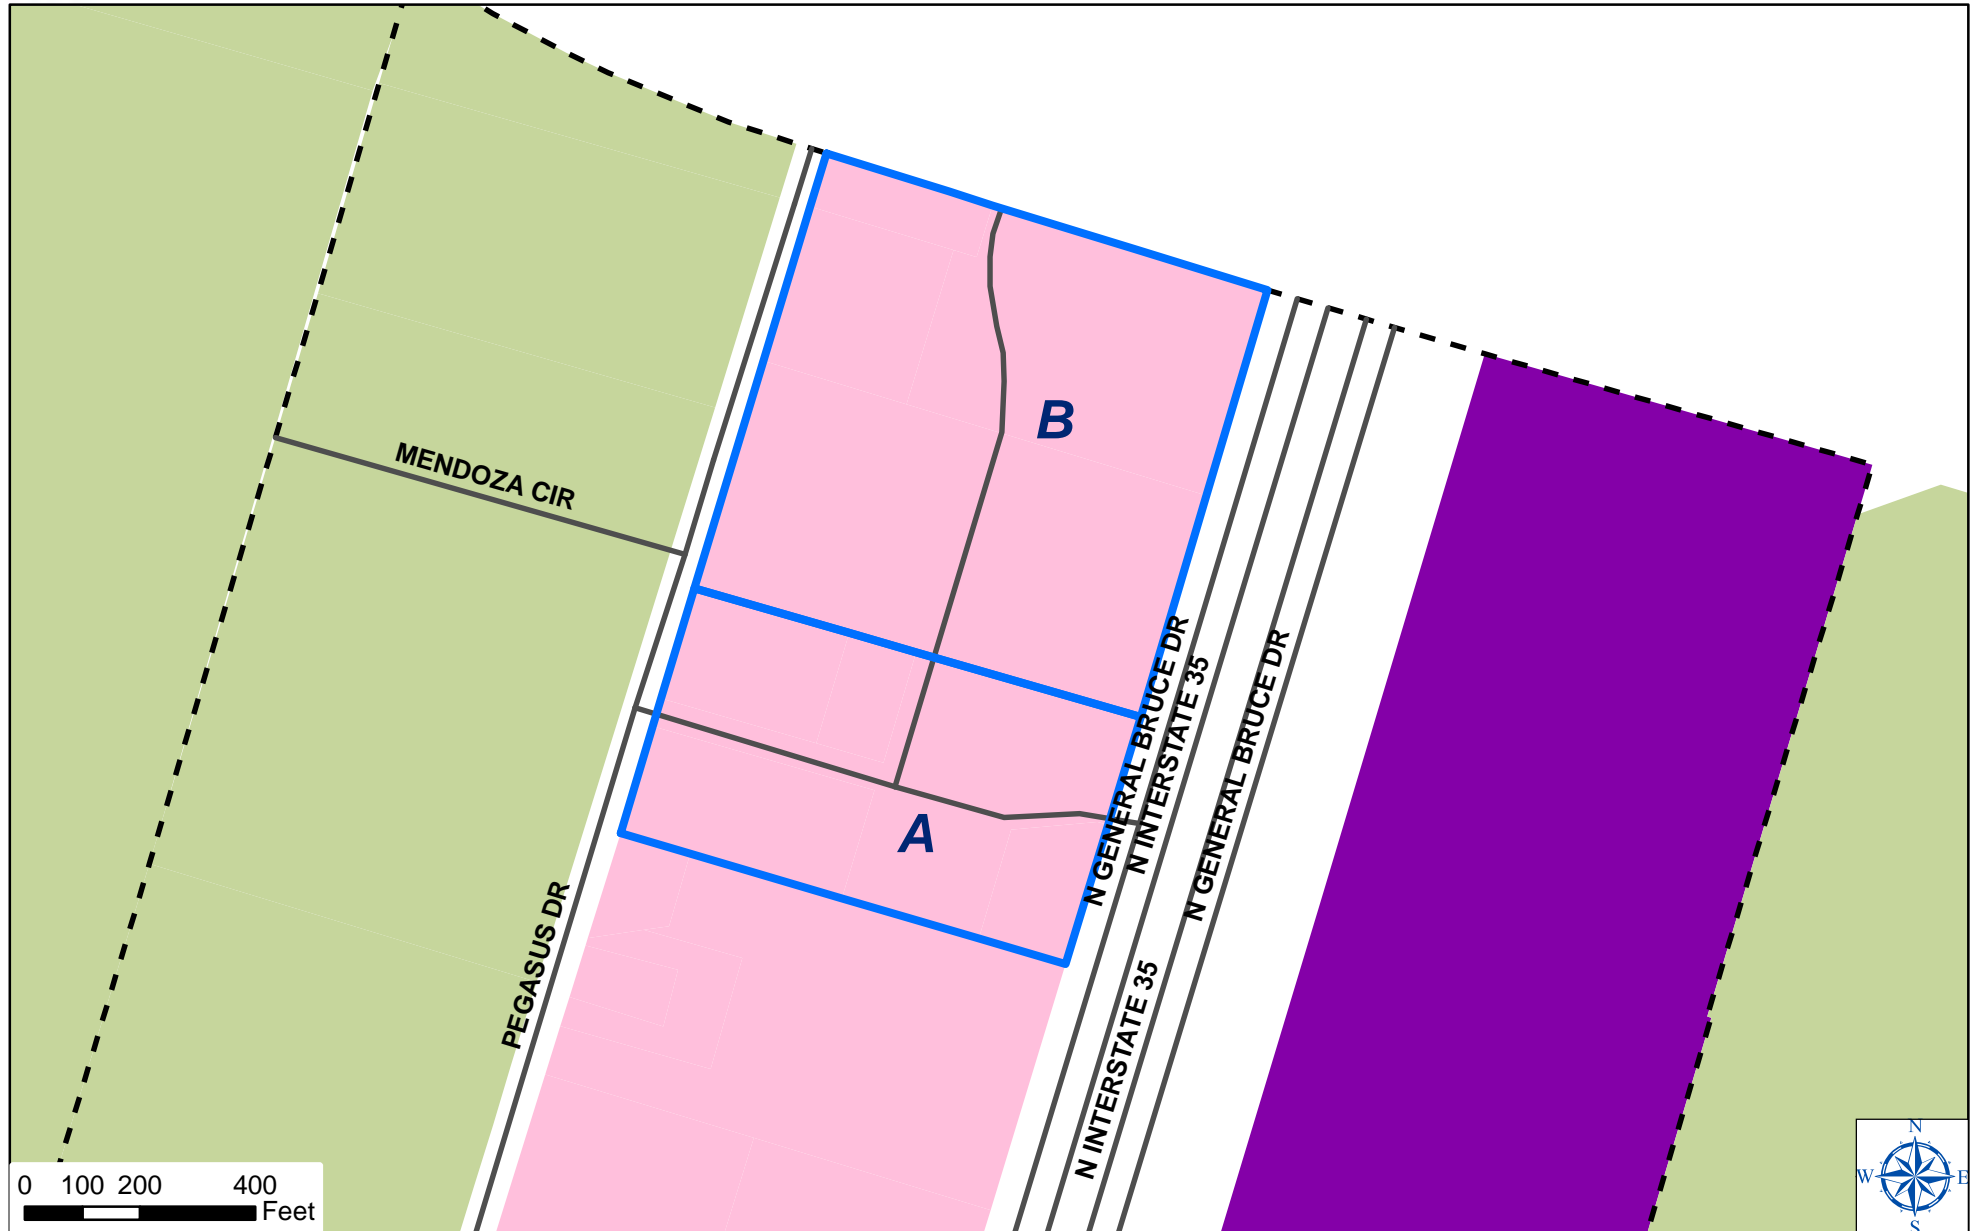 B
MENDOZA CIR
N GENERAL BRUCE DR
N INTERSTATE 35
N GENERAL BRUCE DR
A
PEGASUS DR
N INTERSTATE 35
0 100 200 400
Feet
N
W E
S